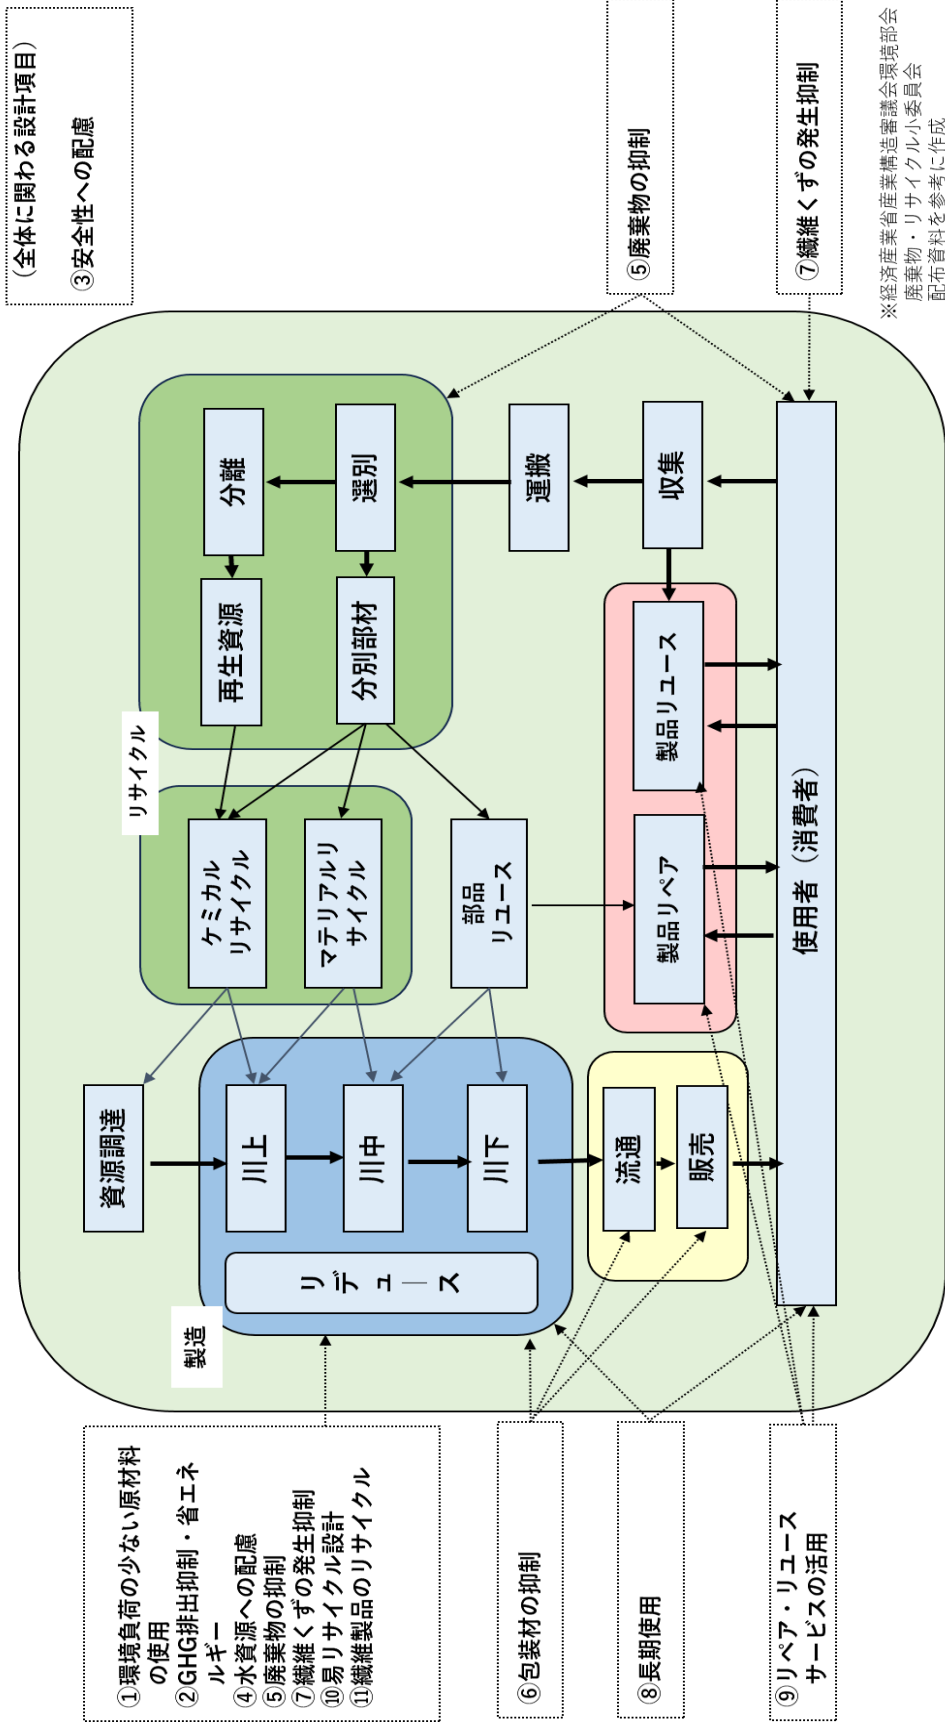 （全体に関わる設計項目）
③安全性への配慮
①環境負荷の少ない原材料
の使用
②GHG排出抑制・省エネ
ルギー
④水資源への配慮
⑤廃棄物の抑制
⑦繊維くずの発生抑制
⑩易リサイクル設計
⑪繊維製品のリサイクル
⑥包装材の抑制
⑧長期使用
⑨リペア・リユース
サービスの活用
製造
リデュース
資源調達
川上
川中
川下
流通
販売
リサイクル
ケミカル
リサイクル
マテリアルリ
サイクル
部品
リユース
製品リペア
製品リユース
再生資源
分別部材
分離
選別
運搬
収集
使用者（消費者）
⑤廃棄物の抑制
⑦繊維くずの発生抑制
※経済産業省産業構造審議会環境部会
廃棄物・リサイクル小委員会
配布資料を参考に作成